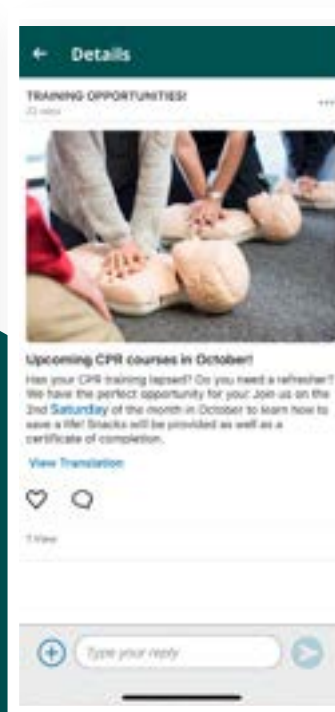 Details
TRAINING OPPORTUNITIES!
Upcoming CPR courses in October!
Has your CPR training lapsed? Do you need a refresher?
We have the perfect opportunity for you! Join us on the
2nd Saturday of the month in October to learn how to
save a life! Snacks will be provided as well as a
certificate of completion.
View Translation
1 View
Type your reply